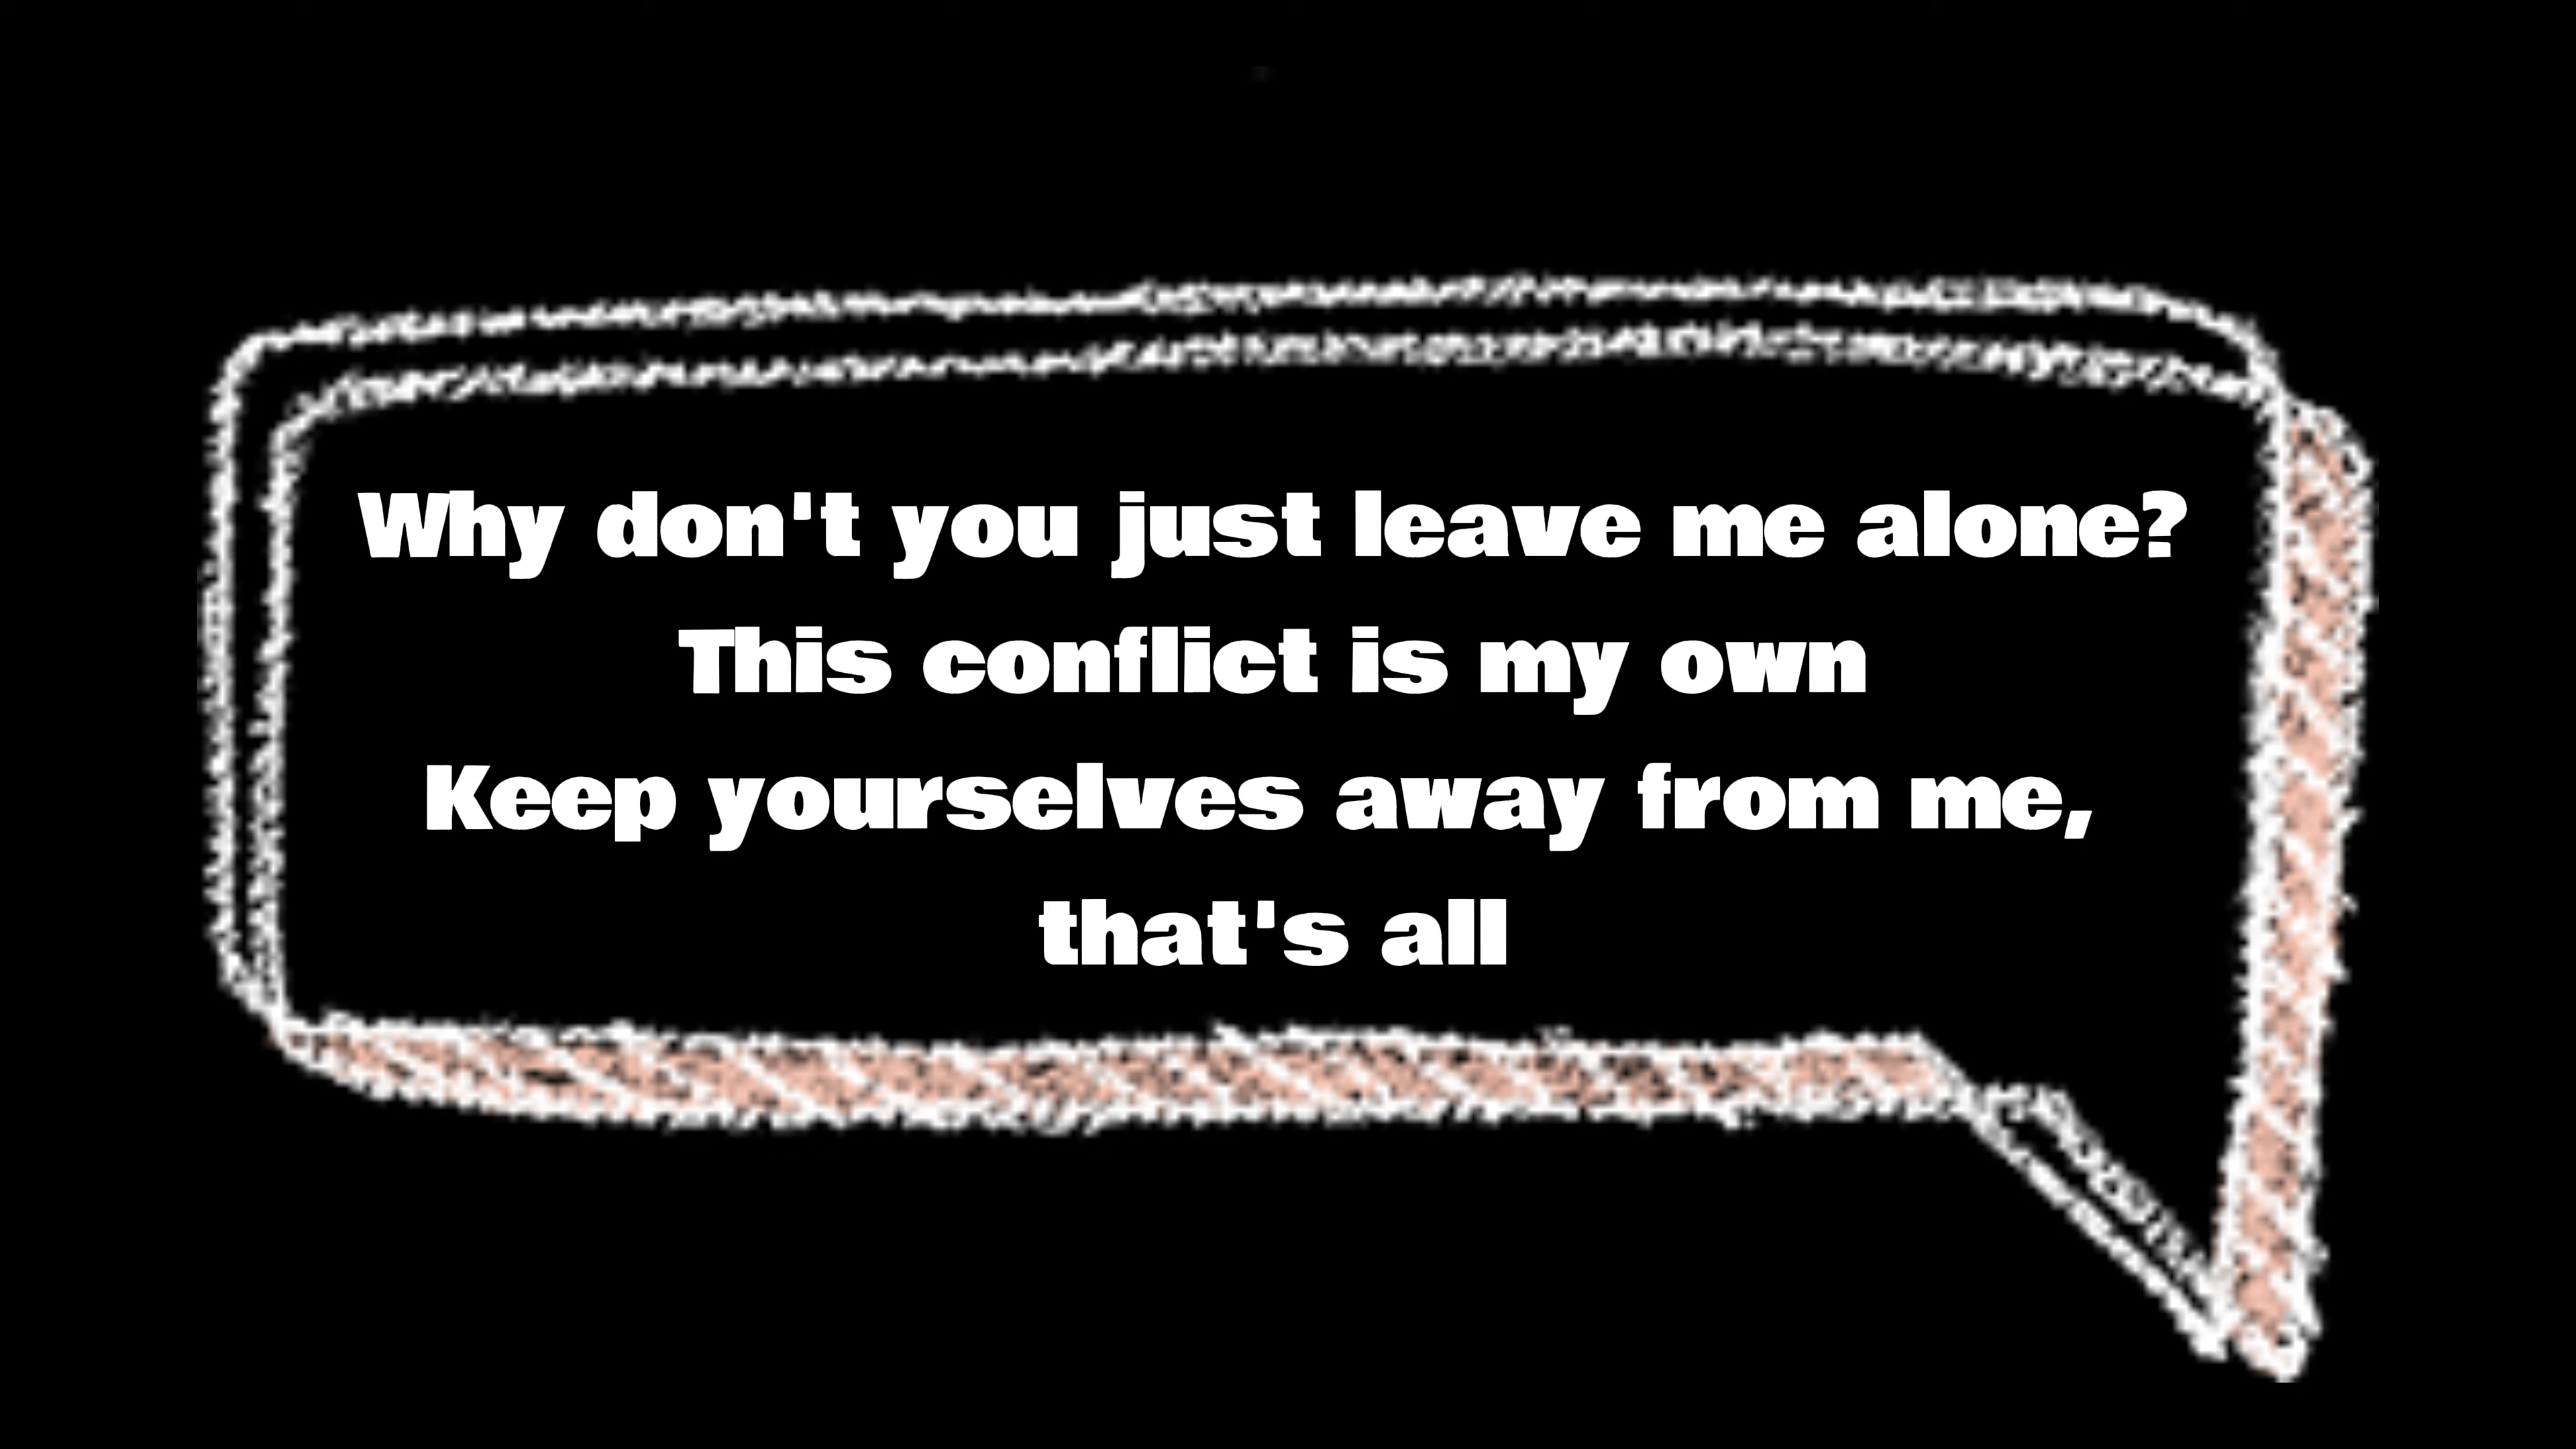 Why don't you just leave me alone?
This conflict is my own
Keep yourselves away from me,
that's all